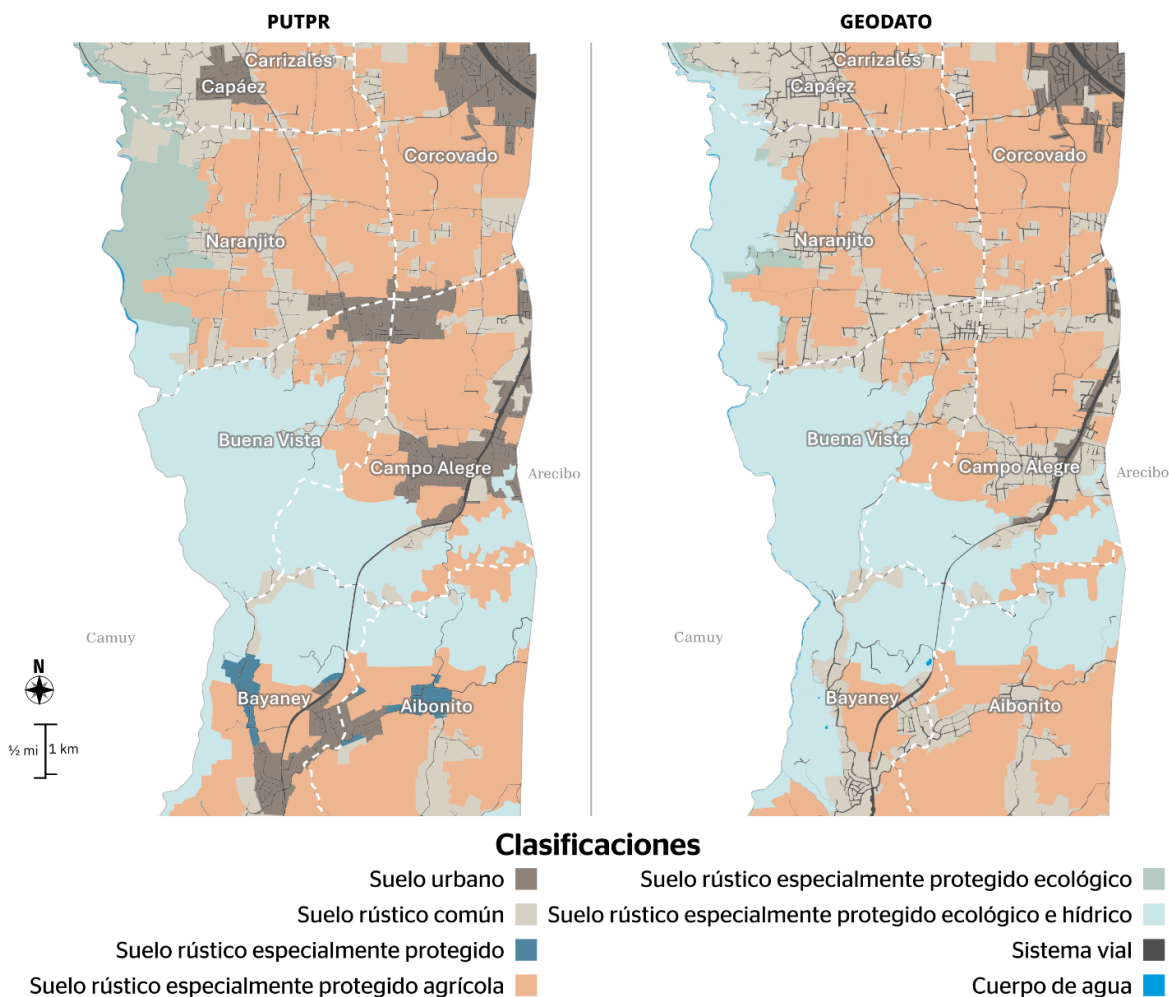 PUTPR
GEODATO
Carrizales
Capáez
Corcovado
Naranjito
Buena Vista
Campo Alegre
Arecibo
Camuy
Bayaney
Aibonito
N
½ mi
1 km
Carrizales
Capáez
Corcovado
Naranjito
Buena Vista
Campo Alegre
Arecibo
Camuy
Bayaney
Aibonito
Clasificaciones
Suelo urbano
Suelo rústico común
Suelo rústico especialmente protegido
Suelo rústico especialmente protegido agrícola
Suelo rústico especialmente protegido ecológico
Suelo rústico especialmente protegido ecológico e hídrico
Sistema vial
Cuerpo de agua